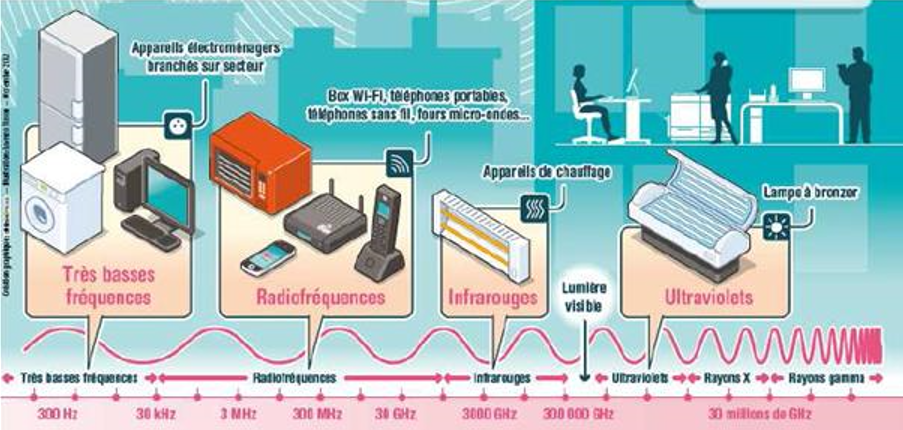 Appareils électroménagers
branchés sur secteur
Box Wi-Fi, téléphones portables,
téléphones sans fil, fours micro-ondes...
Appareils de chauffage
Lampe à bronzer
Très basses
fréquences
Radiofréquences
Infrarouges
Lumière
visible
Ultraviolets
Très basses fréquences
Radiofréquences
Infrarouges
Ultraviolets
Rayons X
Rayons gamma
300 Hz
30 kHz
3 MHz
300 MHz
30 GHz
3000 GHz
300 000 GHz
30 millions de GHz